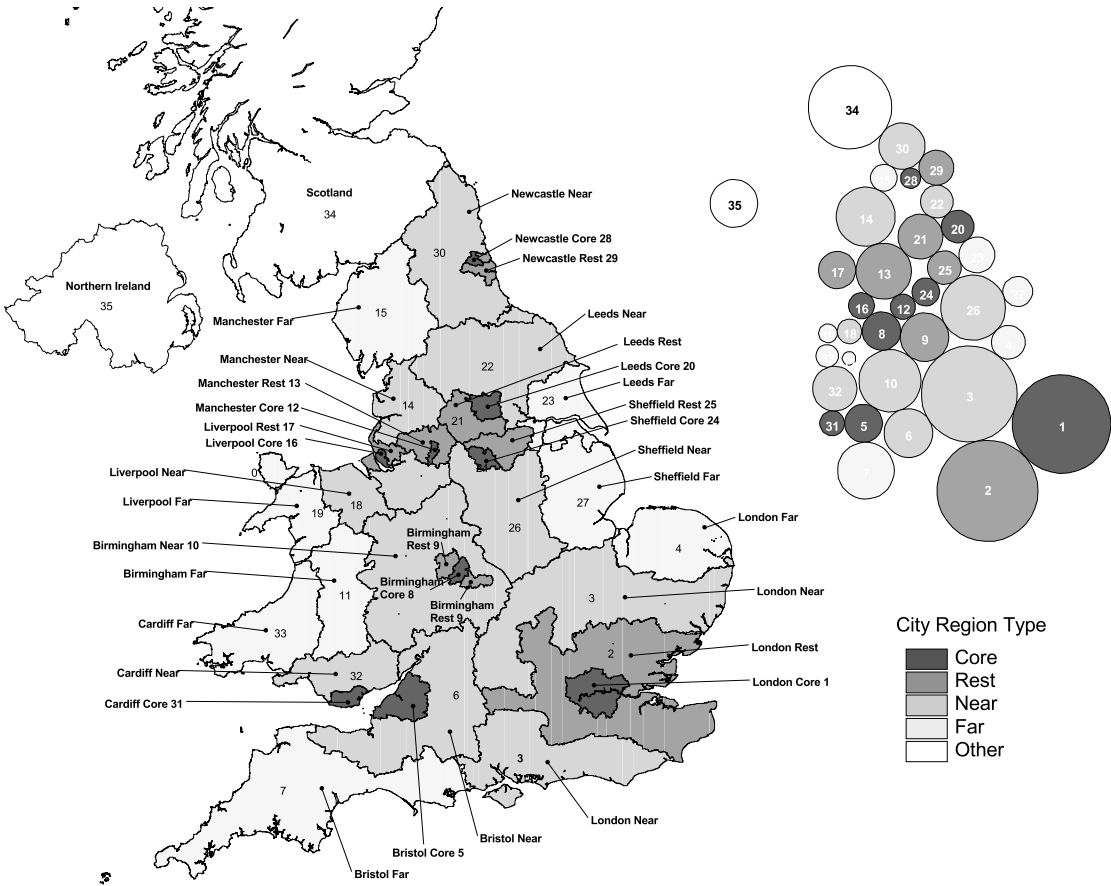 Scotland
34
Northern Ireland
35
Newcastle Near
Newcastle Core 28
Newcastle Rest 29
30
Manchester Far
15
Leeds Near
Leeds Rest
Leeds Core 20
Leeds Far
22
23
Manchester Near
14
Manchester Rest 13
Manchester Core 12
21
Sheffield Rest 25
Sheffield Core 24
Liverpool Rest 17
Liverpool Core 16
Sheffield Near
Sheffield Far
Liverpool Near
0
Liverpool Far
19
18
26
27
London Far
4
Birmingham Near 10
Birmingham
Rest 9
Birmingham
Core 8
Birmingham
Rest 9
Birmingham Far
11
3
London Near
Cardiff Far
33
2
London Rest
Cardiff Near
32
6
London Core 1
Cardiff Core 31
3
7
London Near
Bristol Near
Bristol Core 5
Bristol Far
34
30
29
28
35
22
14
20
21
23
17
13
25
24
16
12
26
18
8
9
4
32
10
3
31
5
6
1
7
2
City Region Type
Core
Rest
Near
Far
Other